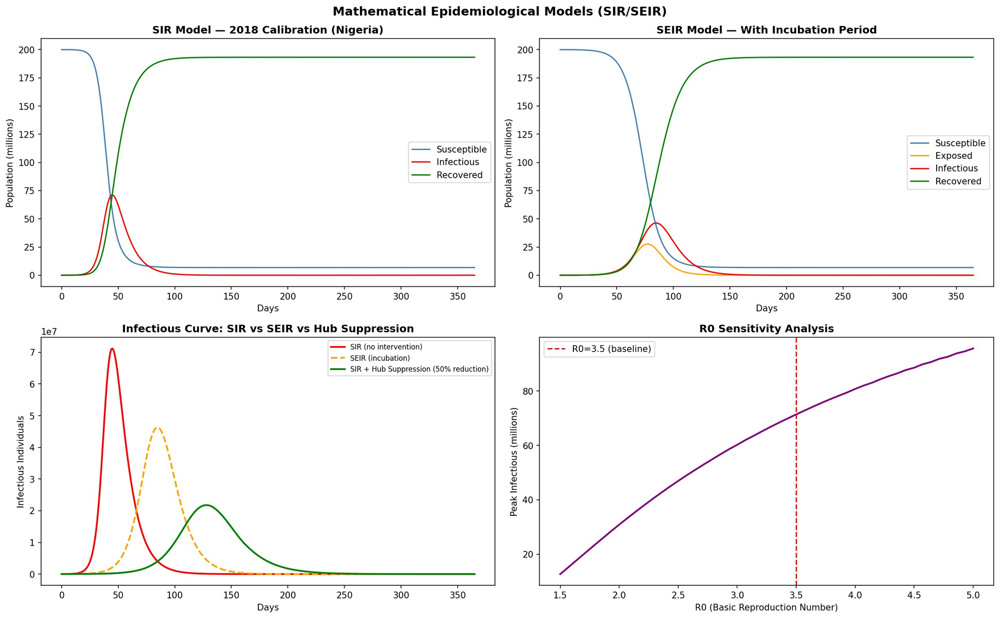 Mathematical Epidemiological Models (SIR/SEIR)
SIR Model — 2018 Calibration (Nigeria)
Population (millions)
200
175
150
125
100
75
50
25
0
Susceptible
Infectious
Recovered
0 50 100 150 200 250 300 350
Days
SEIR Model — With Incubation Period
Population (millions)
200
175
150
125
100
75
50
25
0
Susceptible
Exposed
Infectious
Recovered
0 50 100 150 200 250 300 350
Days
Infectious Curve: SIR vs SEIR vs Hub Suppression
1e7
Infectious Individuals
7
6
5
4
3
2
1
0
SIR (no intervention)
SEIR (incubation)
SIR + Hub Suppression (50% reduction)
0 50 100 150 200 250 300 350
Days
R0 Sensitivity Analysis
Peak Infectious (millions)
80
60
40
20
R0=3.5 (baseline)
1.5 2.0 2.5 3.0 3.5 4.0 4.5 5.0
R0 (Basic Reproduction Number)